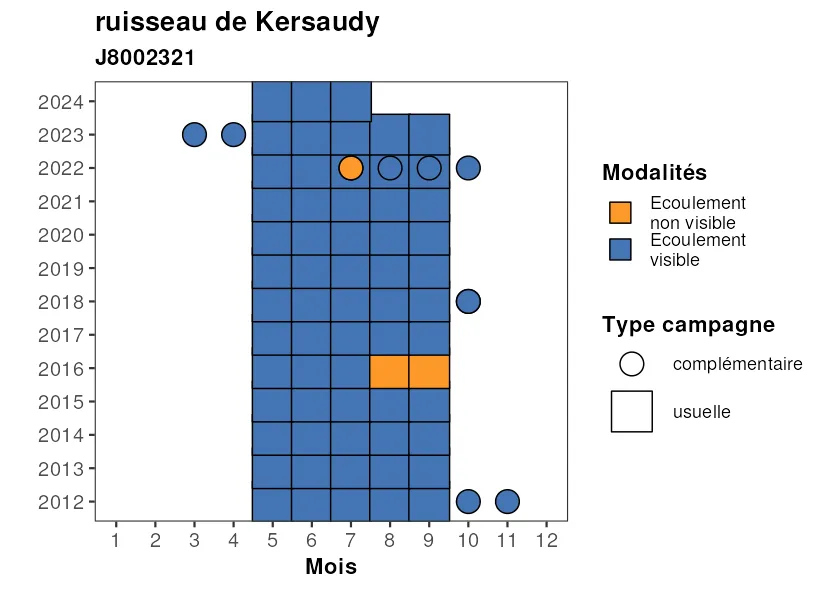 ruisseau de Kersaudy
J8002321
2024
2023
2022
2021
2020
2019
2018
2017
2016
2015
2014
2013
2012
1 2 3 4 5 6 7 8 9 10 11 12
Mois
Modalités
Ecoulement
non visible
Ecoulement
visible
Type campagne
complémentaire
usuelle